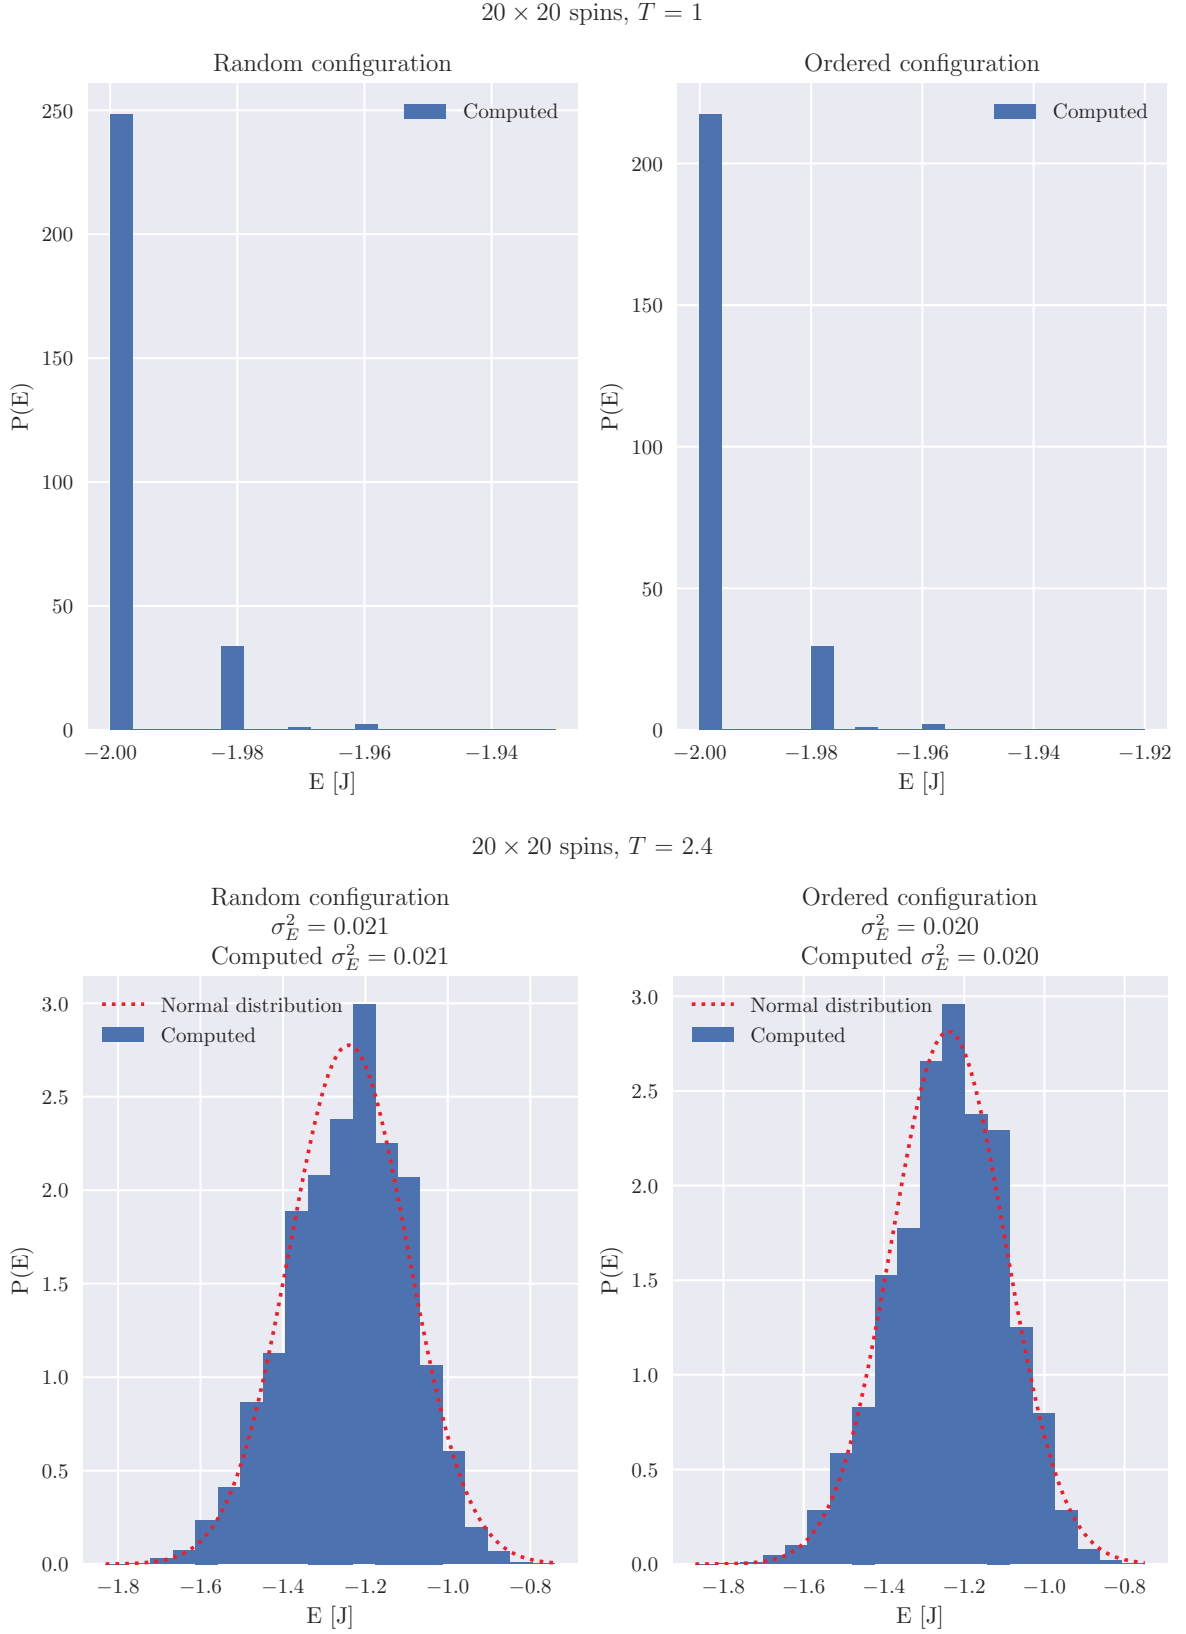 20 × 20 spins, T = 1
Random configuration
Computed
250
200
150
100
50
0
P(E)
−2.00 −1.98 −1.96 −1.94
E [J]
Ordered configuration
Computed
200
150
100
50
0
P(E)
−2.00 −1.98 −1.96 −1.94 −1.92
E [J]
20 × 20 spins, T = 2.4
Random configuration
σ²_E = 0.021
Computed σ²_E = 0.021
Normal distribution
Computed
3.0
2.5
2.0
1.5
1.0
0.5
0.0
P(E)
−1.8 −1.6 −1.4 −1.2 −1.0 −0.8
E [J]
Ordered configuration
σ²_E = 0.020
Computed σ²_E = 0.020
Normal distribution
Computed
3.0
2.5
2.0
1.5
1.0
0.5
0.0
P(E)
−1.8 −1.6 −1.4 −1.2 −1.0 −0.8
E [J]